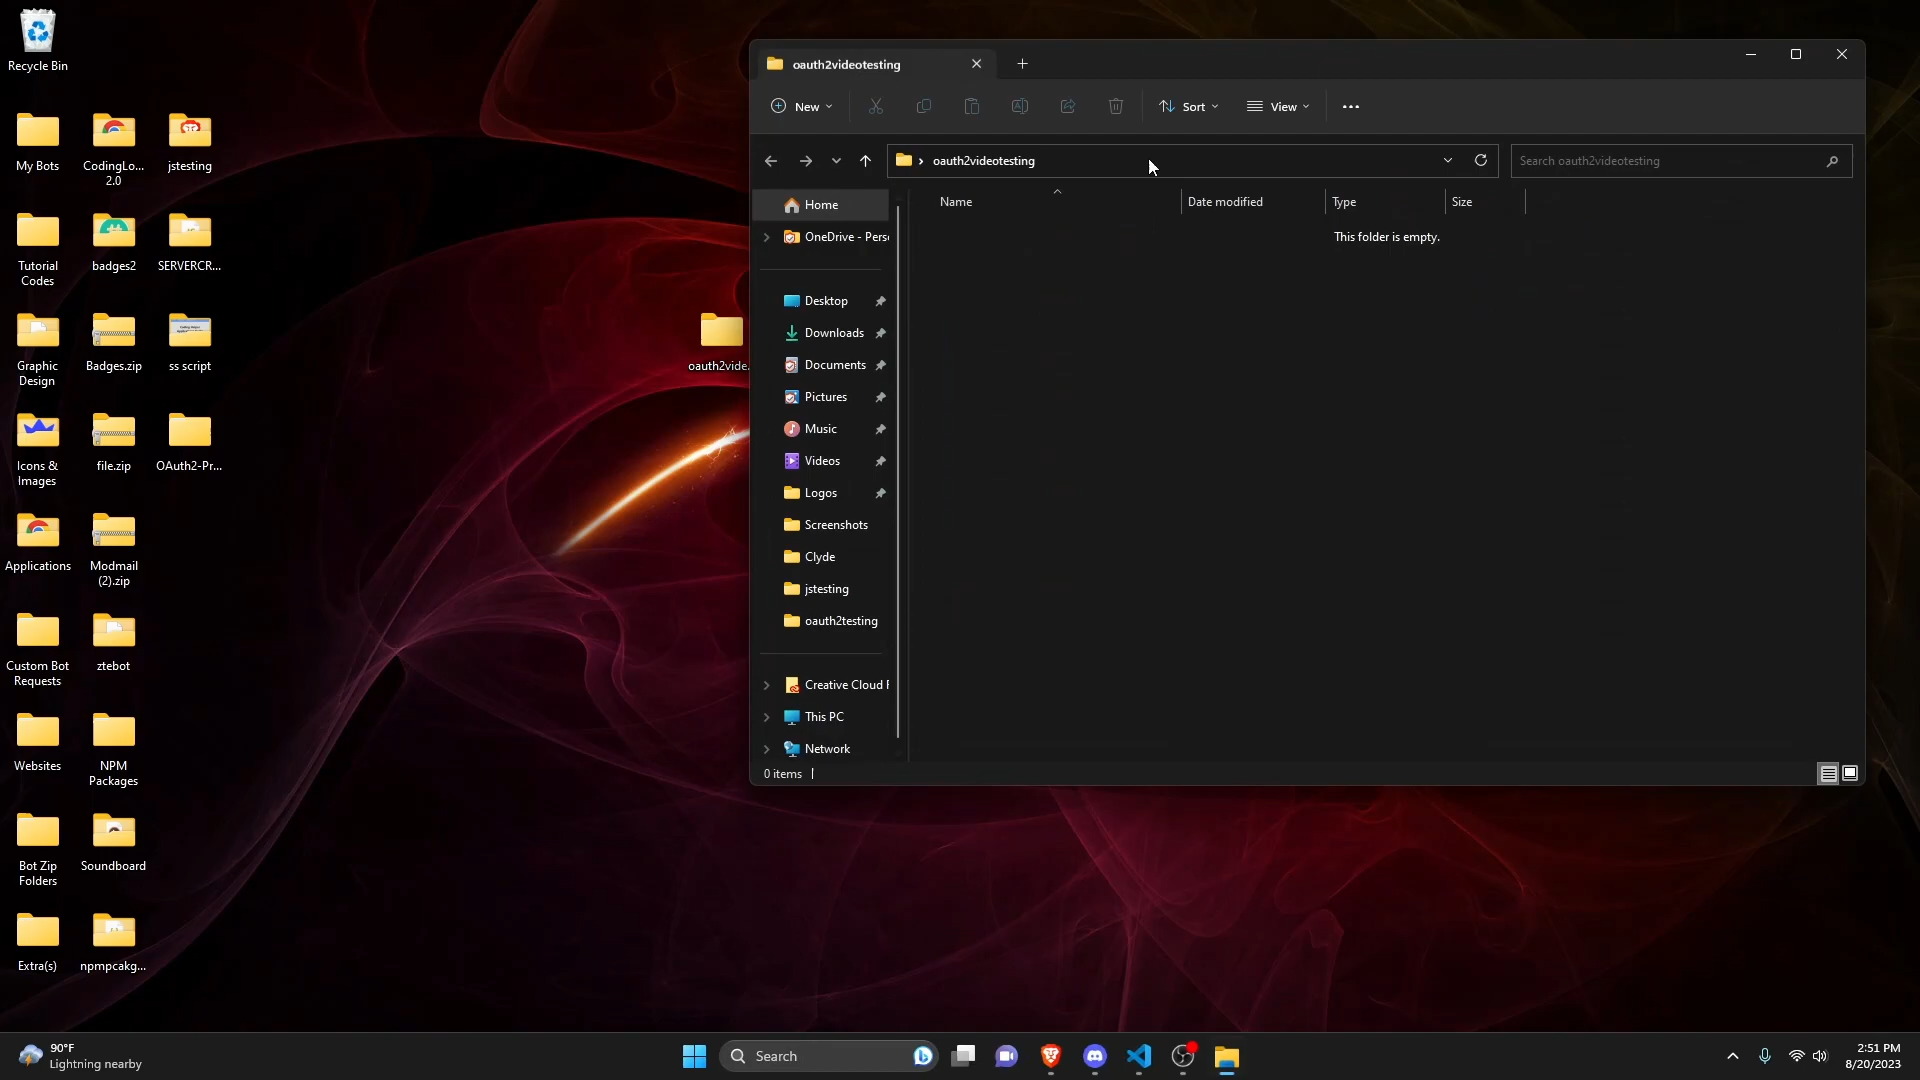 Recycle Bin
My Bots
CodingLo...
2.0
jstesting
Tutorial
Codes
badges2
SERVERCR...
Graphic
Design
Badges.zip
ss script
Icons &
Images
file.zip
OAuth2-Pr...
Applications
Modmail
(2).zip
Custom Bot
Requests
ztebot
Websites
NPM
Packages
Bot Zip
Folders
Soundboard
Extra(s)
npmpcakg...
oauth2vide.
oauth2videotesting
New
Sort
View
oauth2videotesting
Search oauth2videotesting
Home
OneDrive - Pers
Desktop
Downloads
Documents
Pictures
Music
Videos
Logos
Screenshots
Clyde
jstesting
oauth2testing
Creative Cloud F
This PC
Network
Name
Date modified
Type
Size
This folder is empty.
0 items
90°F
Lightning nearby
Search
2:51 PM
8/20/2023